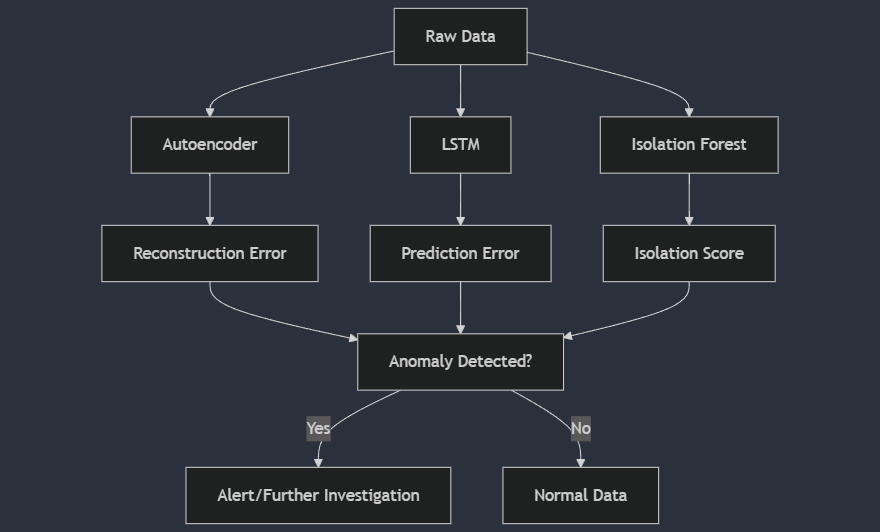 Raw Data
Autoencoder
LSTM
Isolation Forest
Reconstruction Error
Prediction Error
Isolation Score
Anomaly Detected?
Yes
No
Alert/Further Investigation
Normal Data